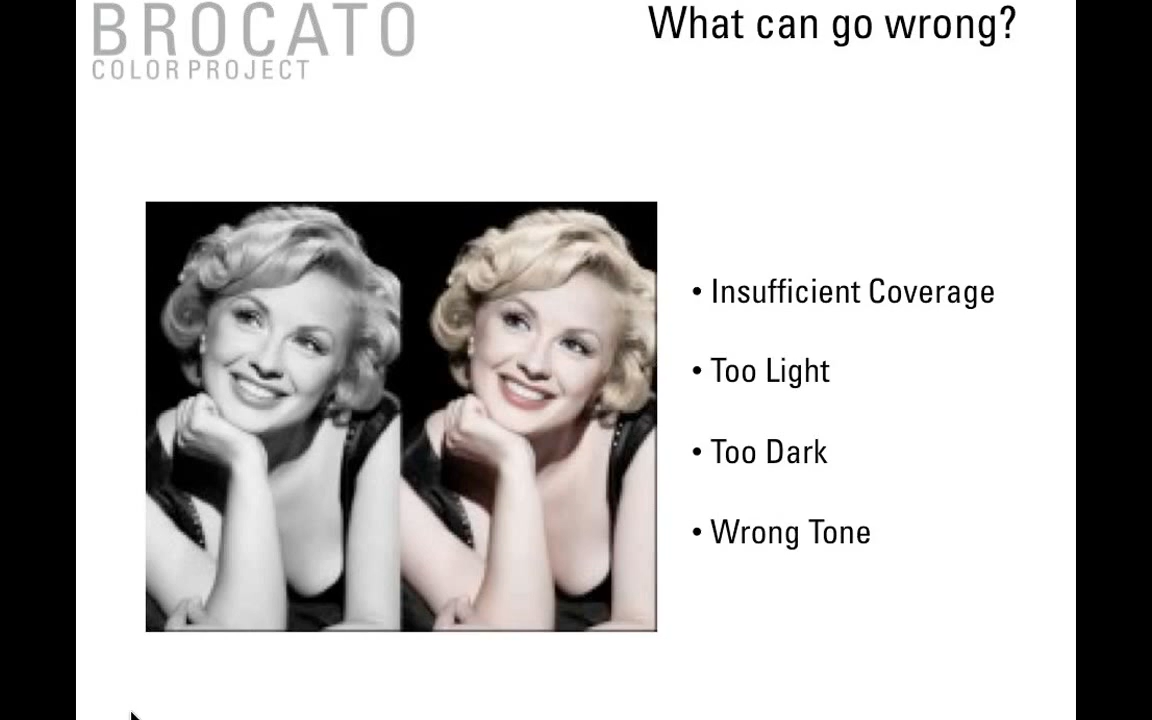 BROCATO
COLOR PROJECT
What can go wrong?
• Insufficient Coverage
• Too Light
• Too Dark
• Wrong Tone